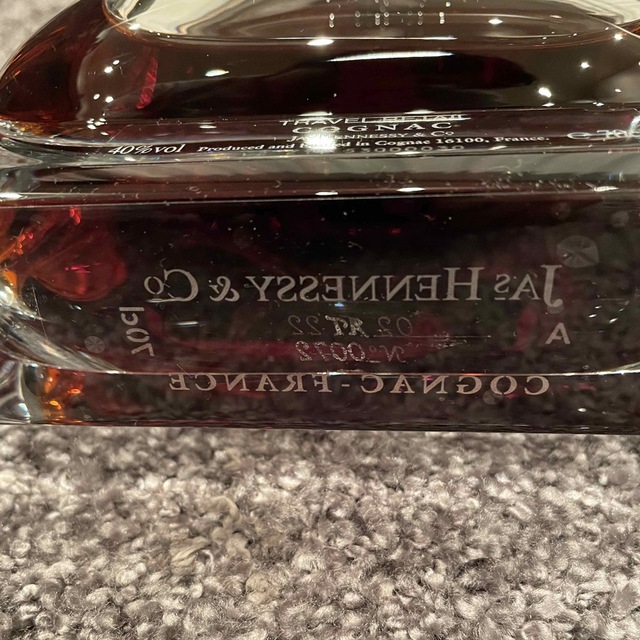 COGNAC
40%vol Produced and in Cognac 16100, France
JAs HENNESSY & Co
70cl
02 RT 22
A
No 0072
COGNAC-FRANCE